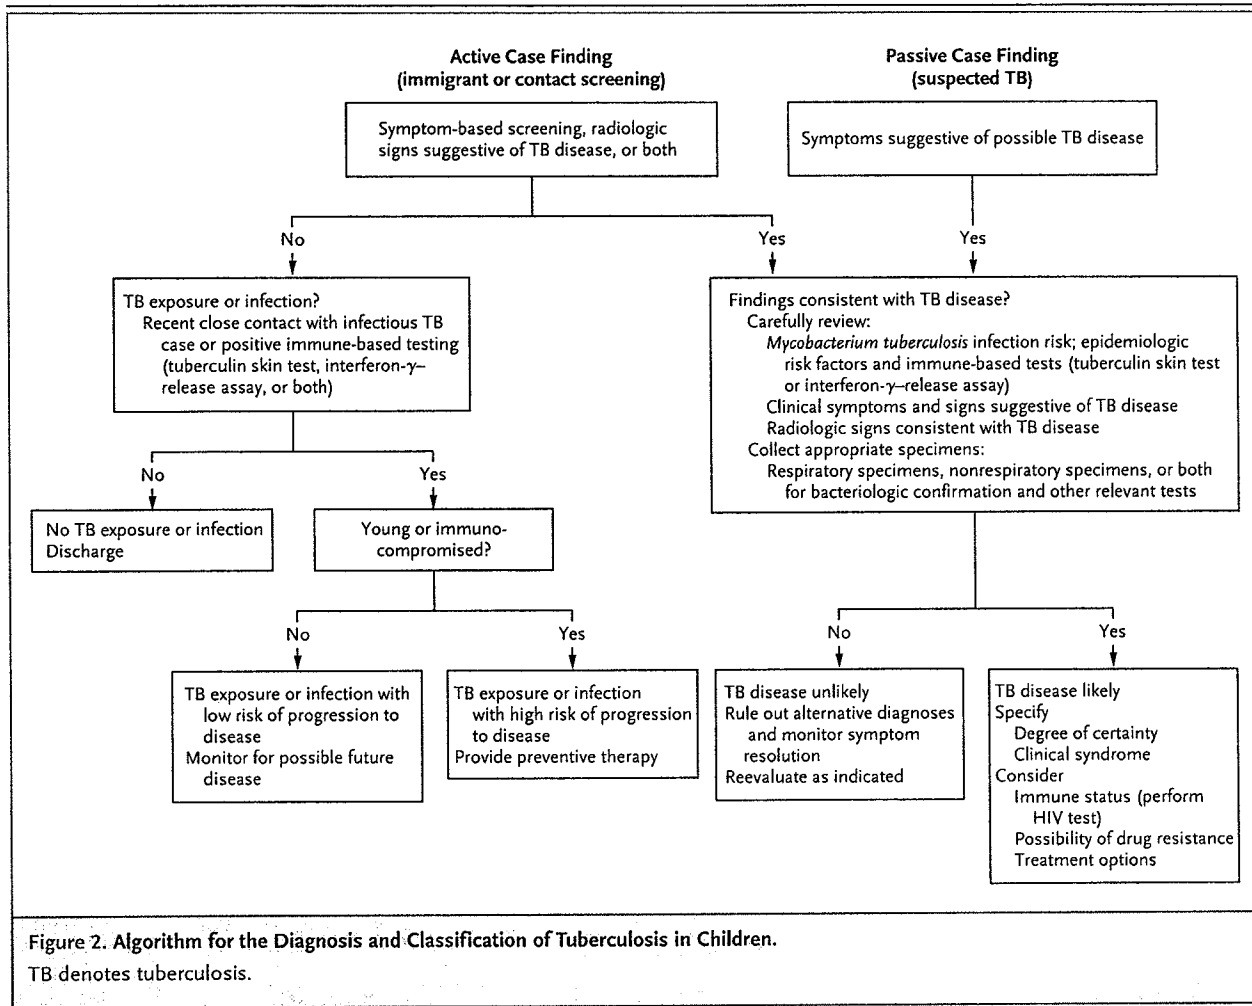 Active Case Finding
(immigrant or contact screening)
Passive Case Finding
(suspected TB)
Symptom-based screening, radiologic
signs suggestive of TB disease, or both
Symptoms suggestive of possible TB disease
No
Yes
Yes
TB exposure or infection?
Recent close contact with infectious TB
case or positive immune-based testing
(tuberculin skin test, interferon-γ–
release assay, or both)
Findings consistent with TB disease?
Carefully review:
Mycobacterium tuberculosis infection risk; epidemiologic
risk factors and immune-based tests (tuberculin skin test
or interferon-γ–release assay)
Clinical symptoms and signs suggestive of TB disease
Radiologic signs consistent with TB disease
Collect appropriate specimens:
Respiratory specimens, nonrespiratory specimens, or both
for bacteriologic confirmation and other relevant tests
No
Yes
No TB exposure or infection
Discharge
Young or immuno-
compromised?
No
Yes
No
Yes
TB exposure or infection with
low risk of progression to
disease
Monitor for possible future
disease
TB exposure or infection
with high risk of progression
to disease
Provide preventive therapy
TB disease unlikely
Rule out alternative diagnoses
and monitor symptom
resolution
Reevaluate as indicated
TB disease likely
Specify
Degree of certainty
Clinical syndrome
Consider
Immune status (perform
HIV test)
Possibility of drug resistance
Treatment options
Figure 2. Algorithm for the Diagnosis and Classification of Tuberculosis in Children.
TB denotes tuberculosis.